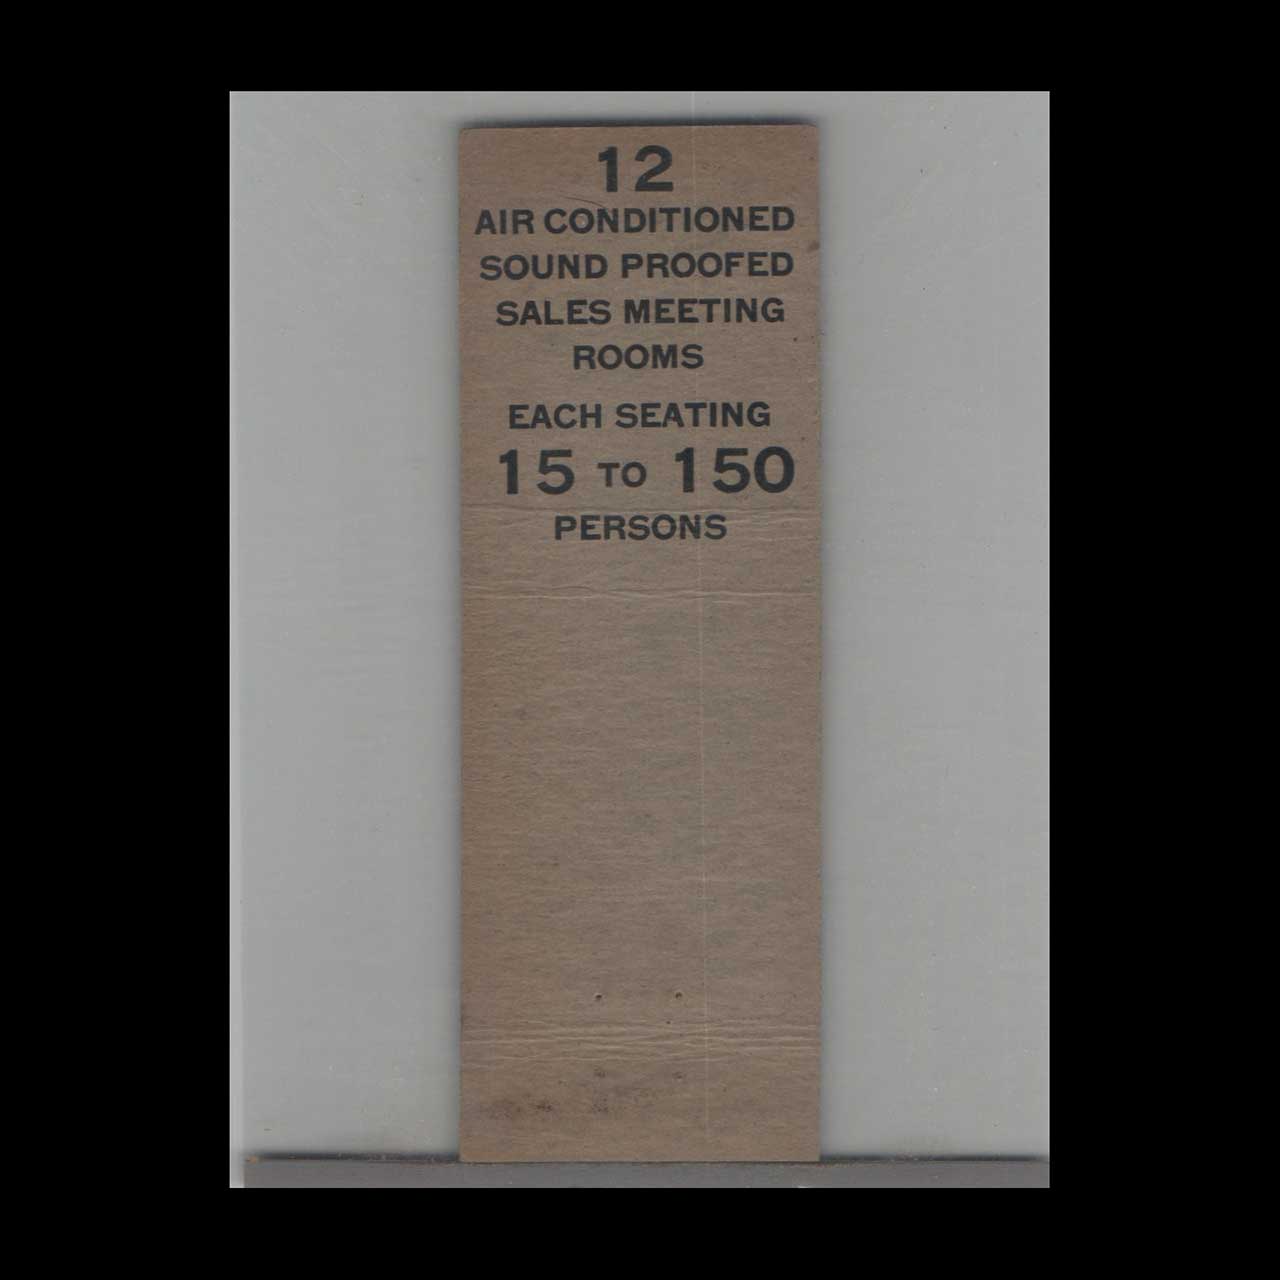 12
AIR CONDITIONED
SOUND PROOFED
SALES MEETING
ROOMS
EACH SEATING
15 TO 150
PERSONS